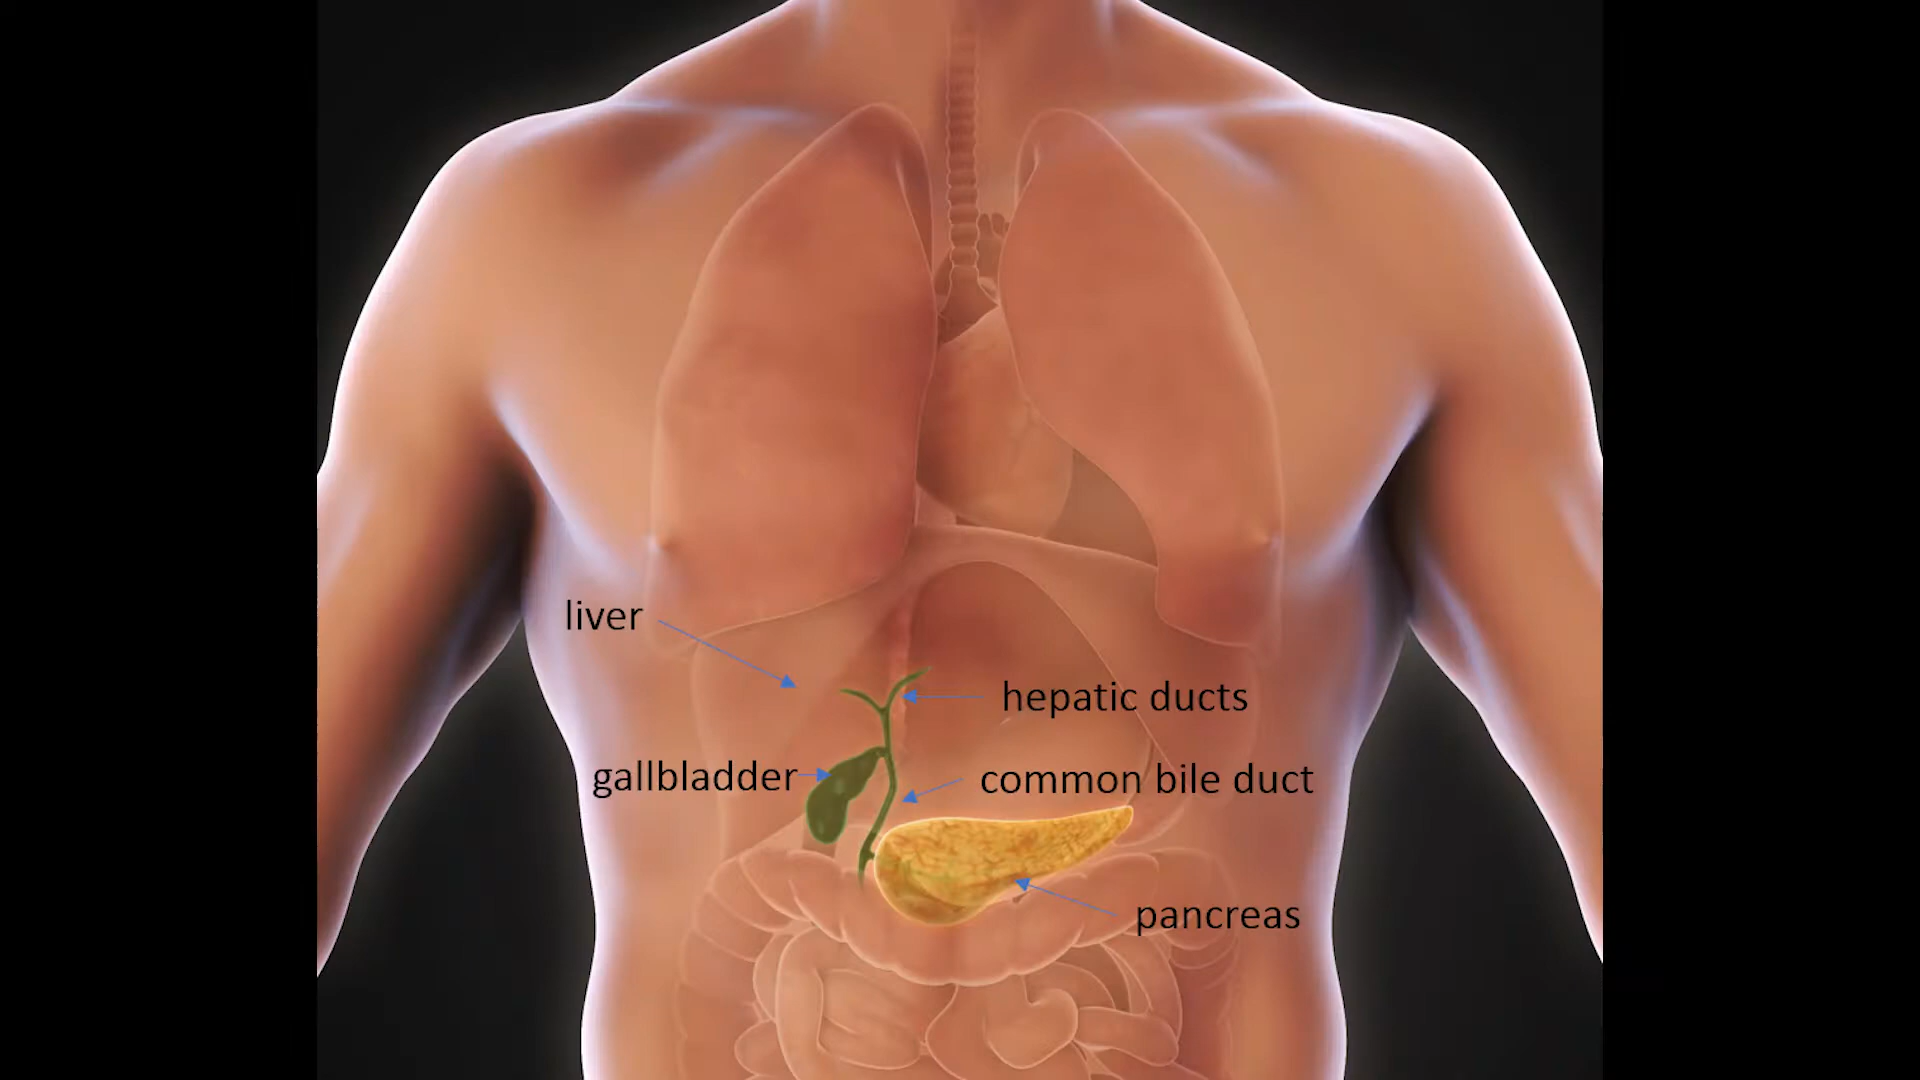 liver
hepatic ducts
gallbladder
common bile duct
pancreas